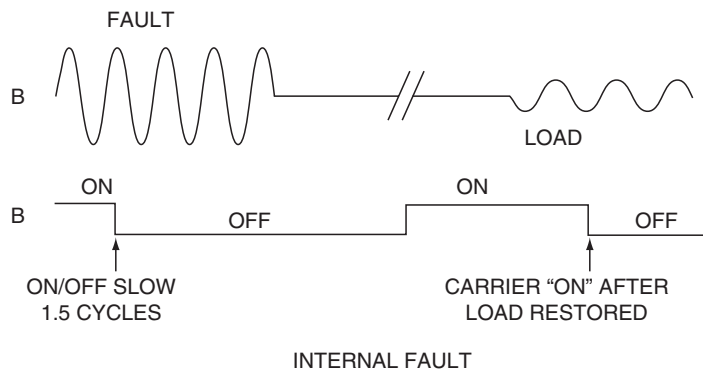 FAULT
B
LOAD
B
ON
OFF
ON
OFF
ON/OFF SLOW
1.5 CYCLES
CARRIER “ON” AFTER
LOAD RESTORED
INTERNAL FAULT